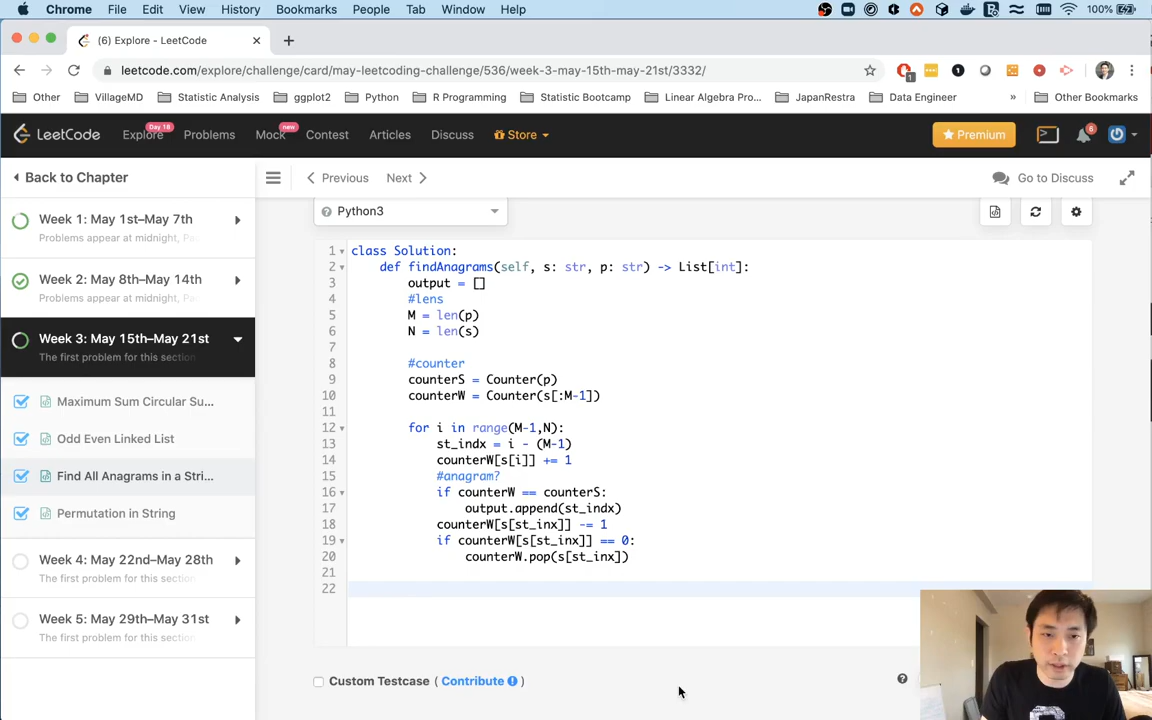 Chrome File Edit View History Bookmarks People Tab Window Help 100%
(6) Explore - LeetCode
leetcode.com/explore/challenge/card/may-leetcoding-challenge/536/week-3-may-15th-may-21st/3332/
Other VillageMD Statistic Analysis ggplot2 Python R Programming Statistic Bootcamp Linear Algebra Pro... JapanRestra Data Engineer » Other Bookmarks
LeetCode Explore Day 18 Problems Mock new Contest Articles Discuss Store Premium 6
Back to Chapter
Previous Next Go to Discuss
Week 1: May 1st–May 7th
Problems appear at midnight,
Week 2: May 8th–May 14th
Problems appear at midnight,
Week 3: May 15th–May 21st
The first problem for this section
Maximum Sum Circular Su...
Odd Even Linked List
Find All Anagrams in a Stri...
Permutation in String
Week 4: May 22nd–May 28th
The first problem for this section
Week 5: May 29th–May 31st
The first problem for this section
Python3
1 class Solution:
2 def findAnagrams(self, s: str, p: str) -> List[int]:
3 output = []
4 #lens
5 M = len(p)
6 N = len(s)
7
8 #counter
9 counterS = Counter(p)
10 counterW = Counter(s[:M-1])
11
12 for i in range(M-1,N):
13 st_indx = i - (M-1)
14 counterW[s[i]] += 1
15 #anagram?
16 if counterW == counterS:
17 output.append(st_indx)
18 counterW[s[st_inx]] -= 1
19 if counterW[s[st_inx]] == 0:
20 counterW.pop(s[st_inx])
21
22
Custom Testcase ( Contribute )